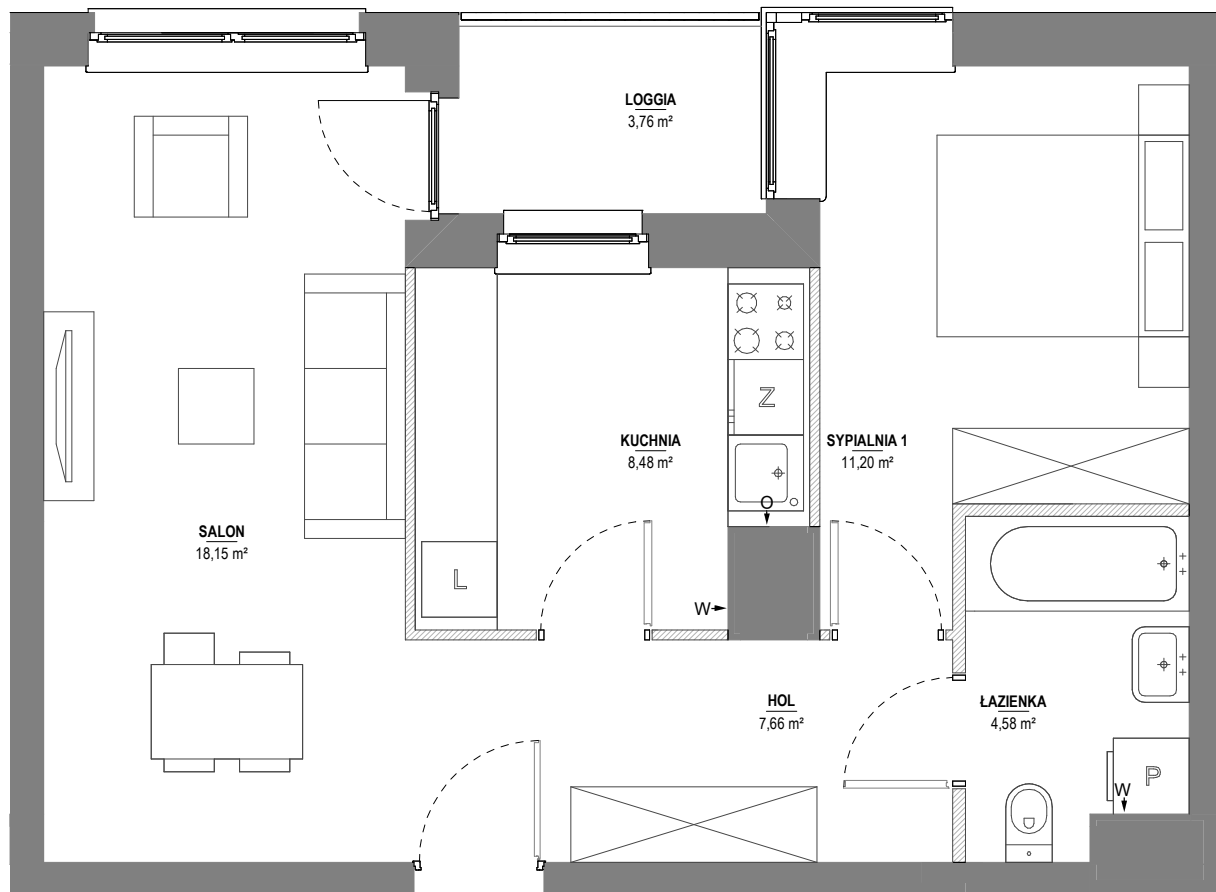 LOGGIA
3,76 m²
KUCHNIA
8,48 m²
Z
SYPIALNIA 1
11,20 m²
O
SALON
18,15 m²
L
W
HOL
7,66 m²
ŁAZIENKA
4,58 m²
P
W